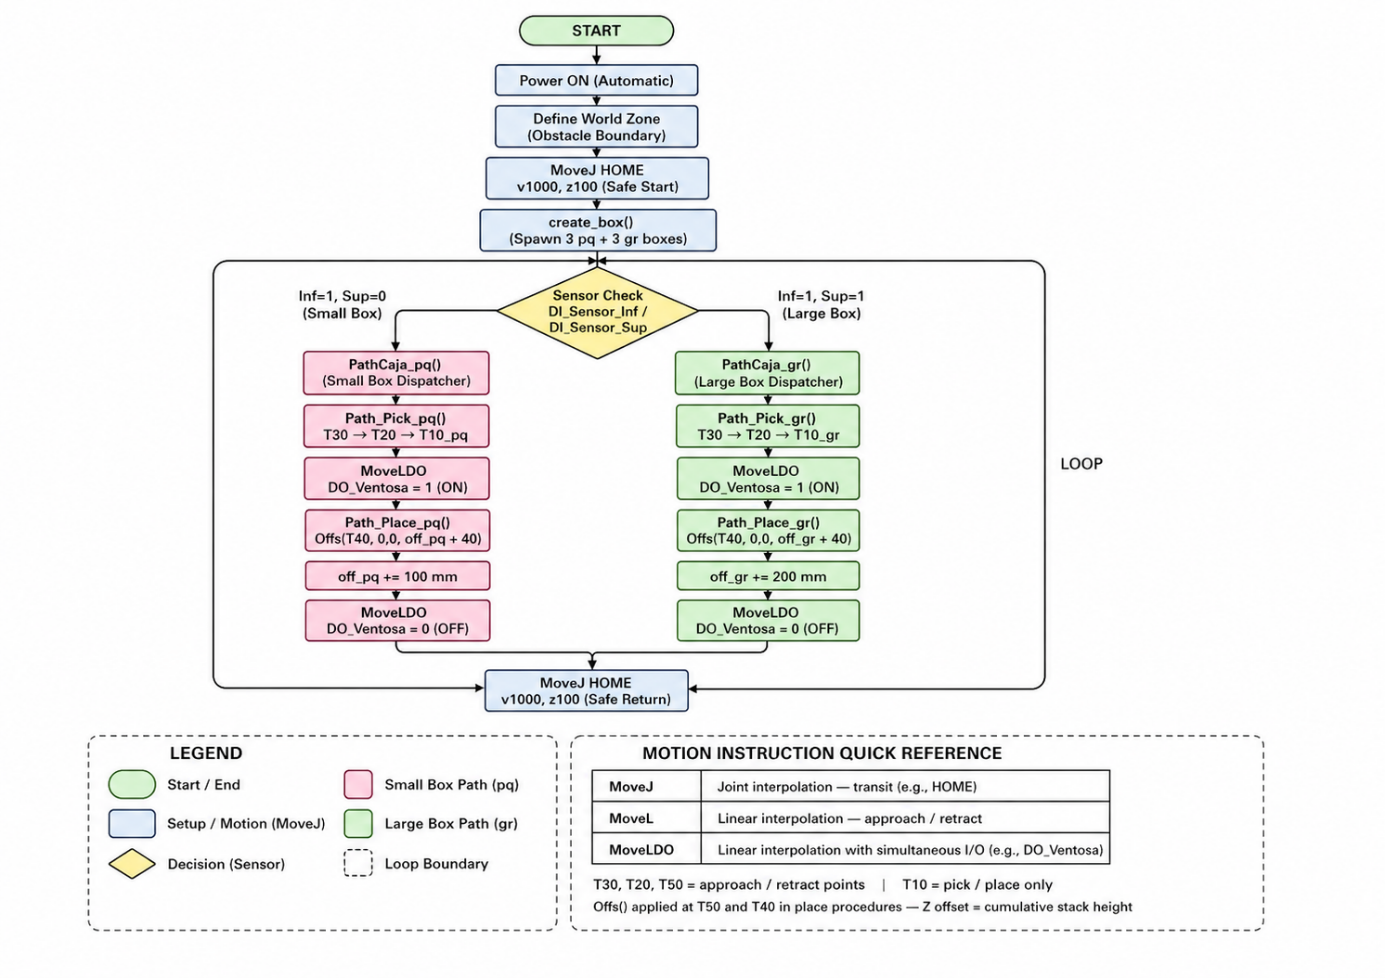 START
Power ON (Automatic)
Define World Zone
(Obstacle Boundary)
MoveJ HOME
v1000, z100 (Safe Start)
create_box()
(Spawn 3 pq + 3 gr boxes)
Inf=1, Sup=0
(Small Box)
Sensor Check
DI_Sensor_Inf /
DI_Sensor_Sup
Inf=1, Sup=1
(Large Box)
PathCaja_pq()
(Small Box Dispatcher)
Path_Pick_pq()
T30 → T20 → T10_pq
MoveLDO
DO_Ventosa = 1 (ON)
Path_Place_pq()
Offs(T40, 0,0, off_pq + 40)
off_pq += 100 mm
MoveLDO
DO_Ventosa = 0 (OFF)
PathCaja_gr()
(Large Box Dispatcher)
Path_Pick_gr()
T30 → T20 → T10_gr
MoveLDO
DO_Ventosa = 1 (ON)
Path_Place_gr()
Offs(T40, 0,0, off_gr + 40)
off_gr += 200 mm
MoveLDO
DO_Ventosa = 0 (OFF)
LOOP
MoveJ HOME
v1000, z100 (Safe Return)
LEGEND
Start / End
Small Box Path (pq)
Setup / Motion (MoveJ)
Large Box Path (gr)
Decision (Sensor)
Loop Boundary
MOTION INSTRUCTION QUICK REFERENCE
MoveJ Joint interpolation — transit (e.g., HOME)
MoveL Linear interpolation — approach / retract
MoveLDO Linear interpolation with simultaneous I/O (e.g., DO_Ventosa)
T30, T20, T50 = approach / retract points | T10 = pick / place only
Offs() applied at T50 and T40 in place procedures — Z offset = cumulative stack height